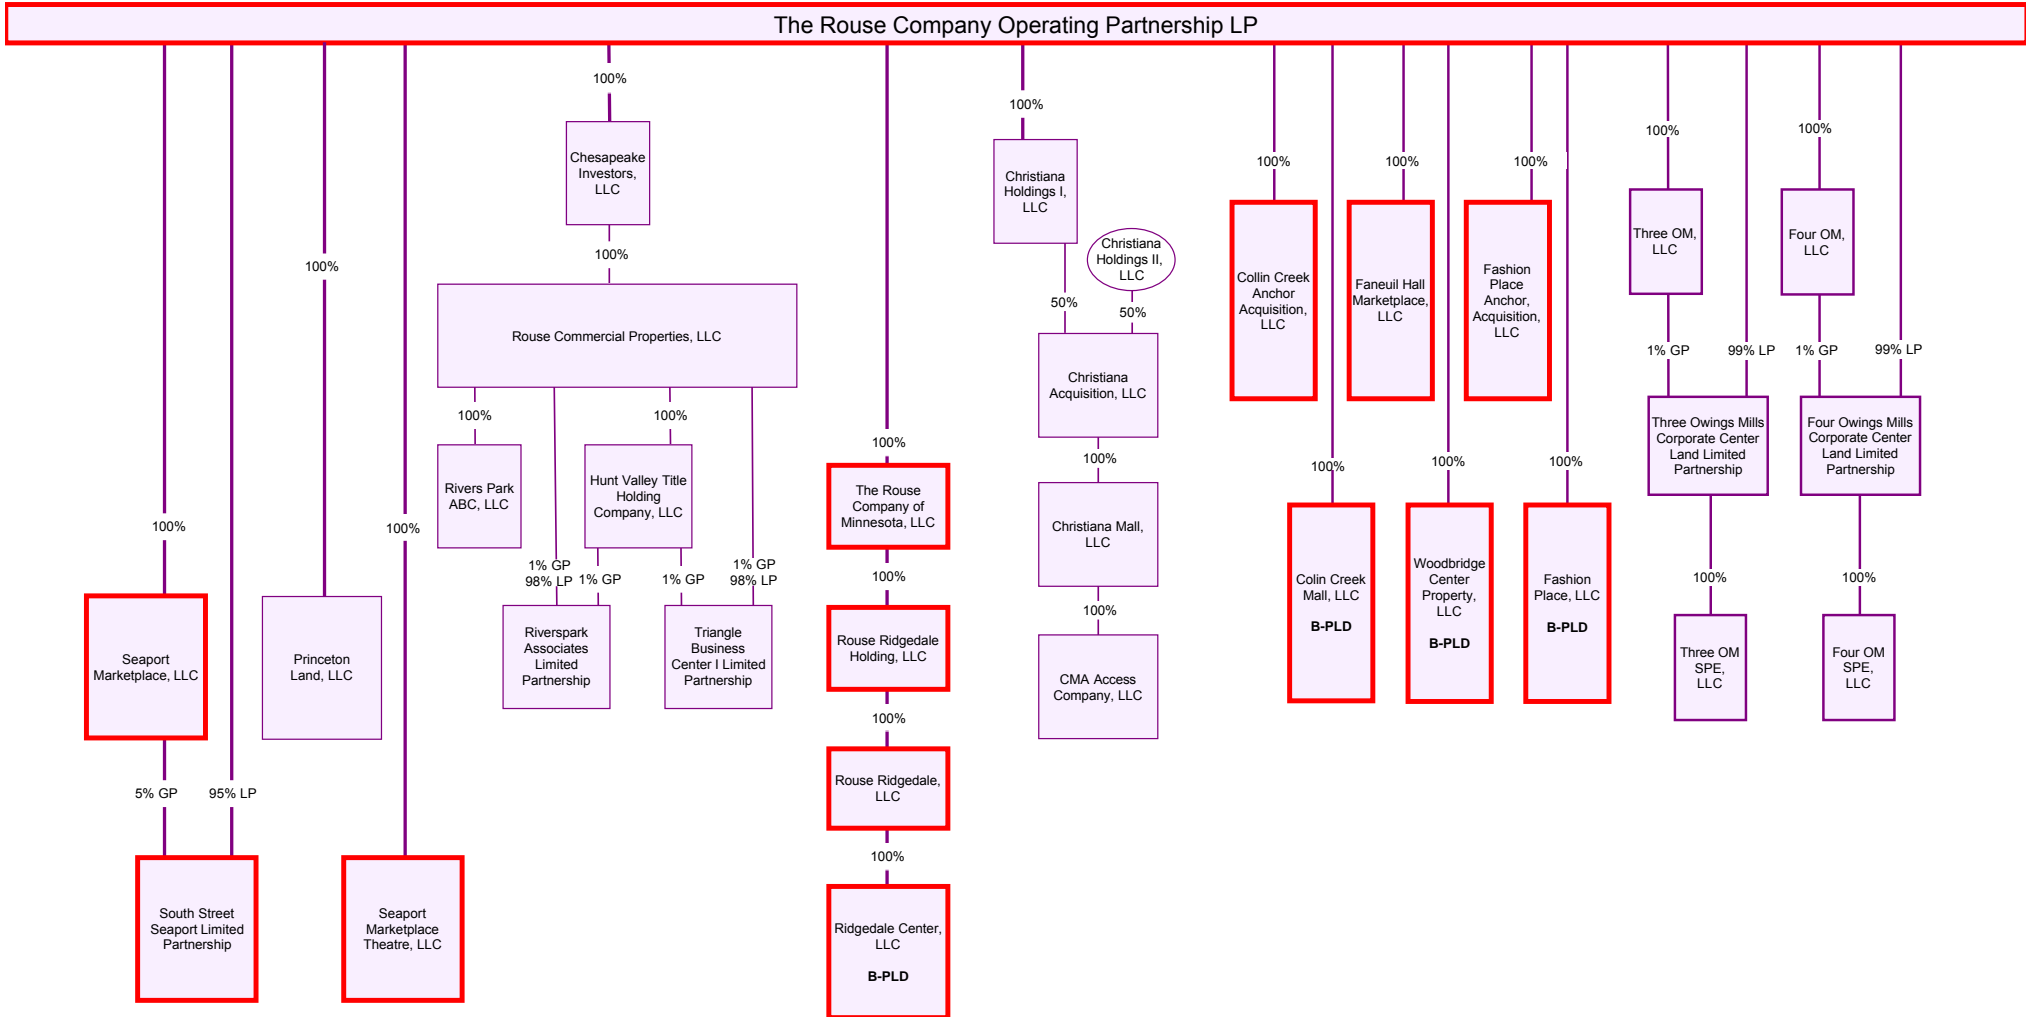 The Rouse Company Operating Partnership LP
100%
Seaport
Marketplace, LLC
5% GP
95% LP
South Street
Seaport Limited
Partnership
100%
Princeton
Land, LLC
100%
Seaport
Marketplace
Theatre, LLC
100%
Chesapeake
Investors,
LLC
100%
Rouse Commercial Properties, LLC
100%
Rivers Park
ABC, LLC
100%
Hunt Valley Title
Holding
Company, LLC
1% GP
98% LP
1% GP
1% GP
1% GP
98% LP
Riverspark
Associates
Limited
Partnership
Triangle
Business
Center I Limited
Partnership
100%
The Rouse
Company of
Minnesota, LLC
100%
Rouse Ridgedale
Holding, LLC
100%
Rouse Ridgedale,
LLC
100%
Ridgedale Center,
LLC
B-PLD
100%
Christiana
Holdings I,
LLC
Christiana
Holdings II,
LLC
50%
50%
Christiana
Acquisition, LLC
100%
Christiana Mall,
LLC
100%
CMA Access
Company, LLC
100%
Collin Creek
Anchor
Acquisition,
LLC
100%
Faneuil Hall
Marketplace,
LLC
100%
Fashion
Place
Anchor,
Acquisition,
LLC
100%
Colin Creek
Mall, LLC
B-PLD
100%
Woodbridge
Center
Property,
LLC
B-PLD
100%
Fashion
Place, LLC
B-PLD
100%
Three OM,
LLC
1% GP
99% LP
Three Owings Mills
Corporate Center
Land Limited
Partnership
100%
Three OM
SPE,
LLC
100%
Four OM,
LLC
1% GP
99% LP
Four Owings Mills
Corporate Center
Land Limited
Partnership
100%
Four OM
SPE,
LLC